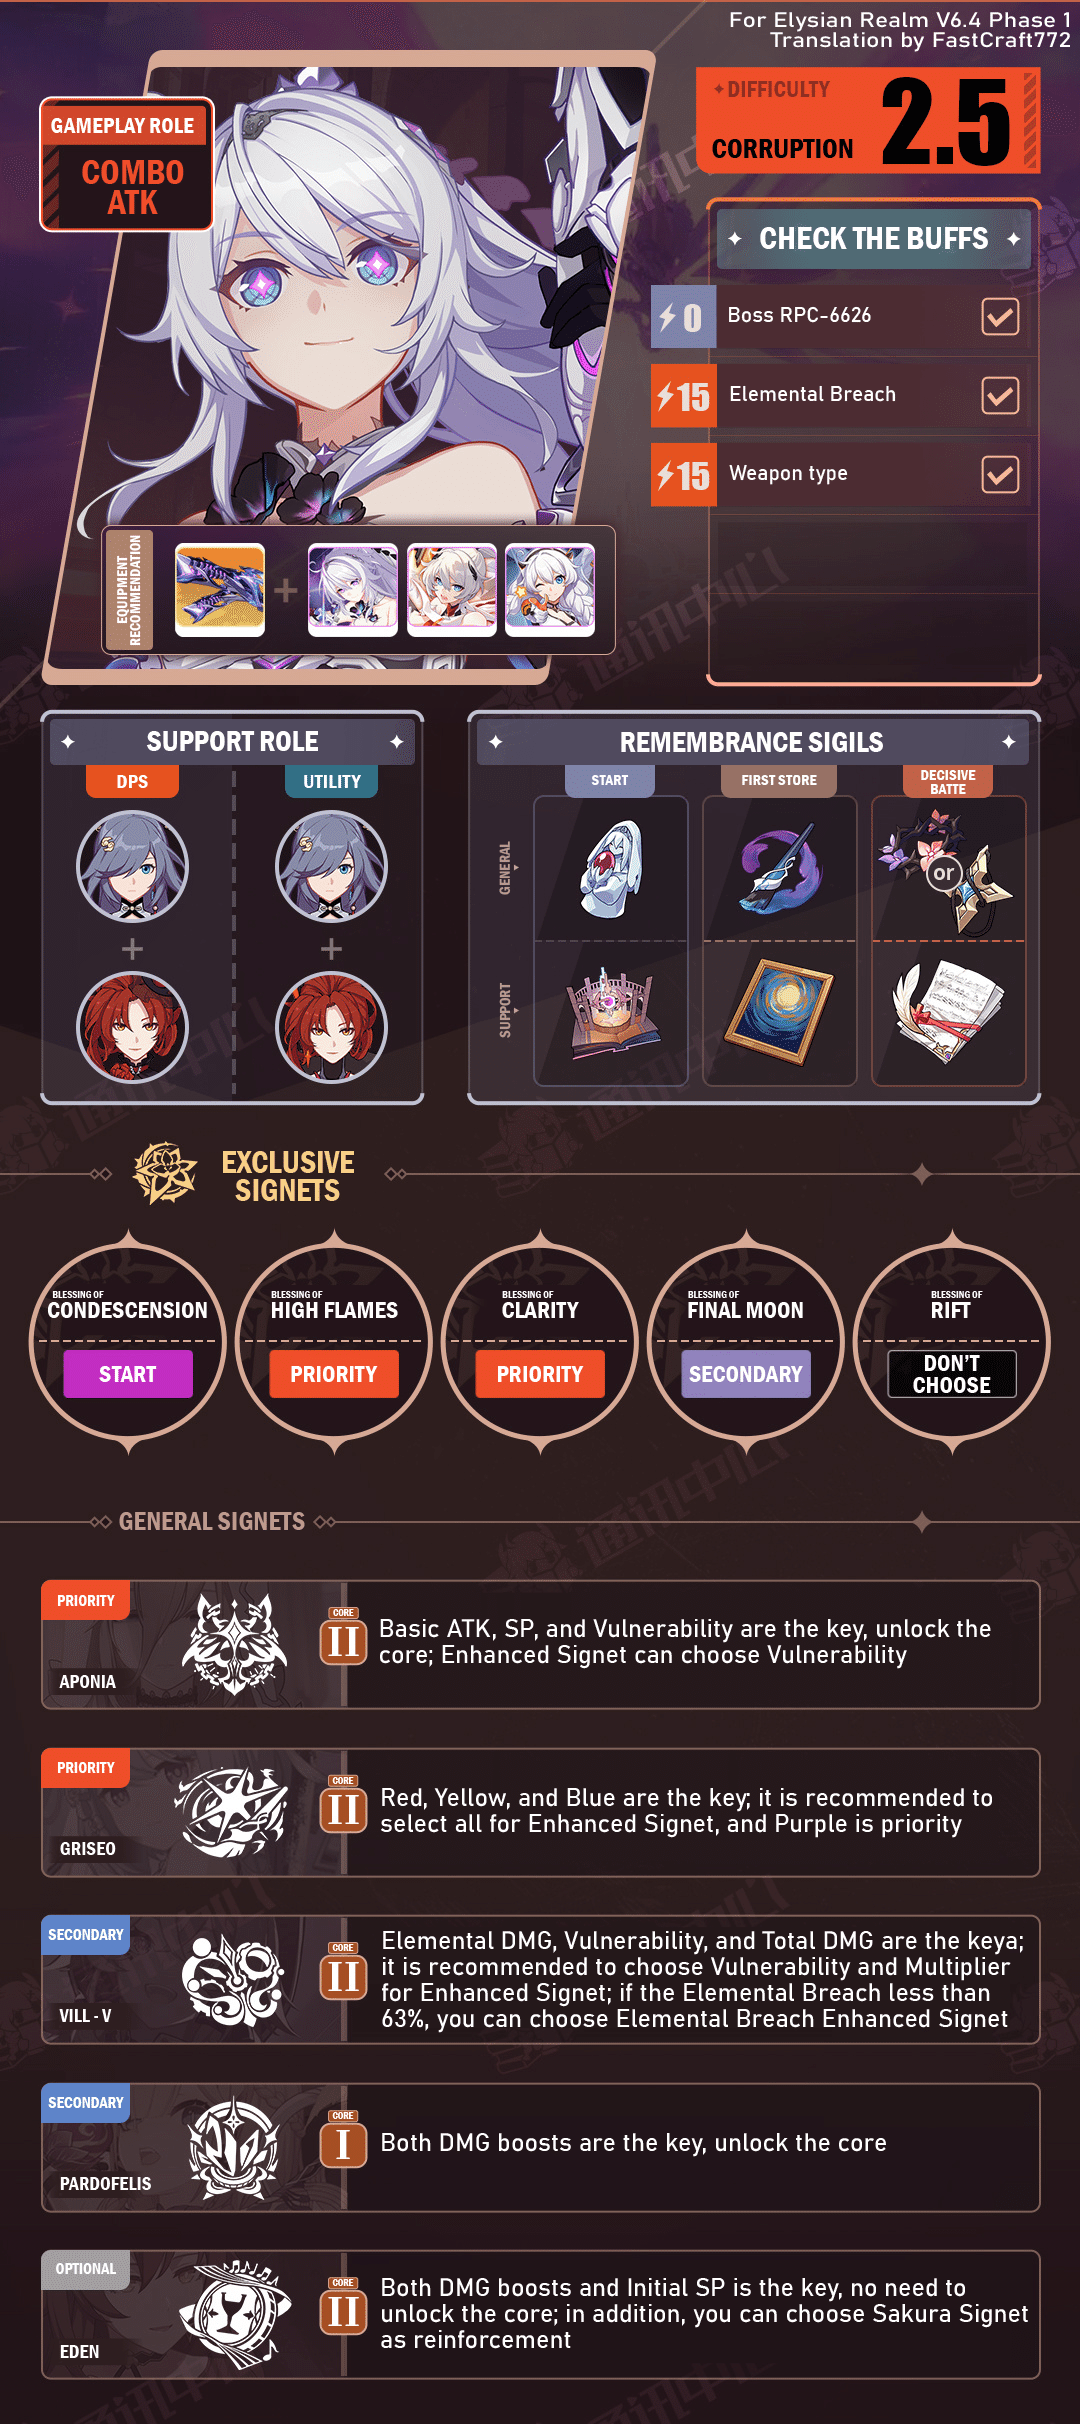 For Elysian Realm V6.4 Phase 1
Translation by FastCraft772
GAMEPLAY ROLE
COMBO
ATK
DIFFICULTY
CORRUPTION
2.5
CHECK THE BUFFS
0
Boss RPC-6626
15
Elemental Breach
15
Weapon type
EQUIPMENT
RECOMMENDATION
SUPPORT ROLE
DPS
UTILITY
REMEMBRANCE SIGILS
START
FIRST STORE
DECISIVE
BATTE
GENERAL
or
SUPPORT
EXCLUSIVE
SIGNETS
BLESSING OF
CONDESCENSION
START
BLESSING OF
HIGH FLAMES
PRIORITY
BLESSING OF
CLARITY
PRIORITY
BLESSING OF
FINAL MOON
SECONDARY
BLESSING OF
RIFT
DON'T
CHOOSE
GENERAL SIGNETS
PRIORITY
APONIA
CORE
II
Basic ATK, SP, and Vulnerability are the key, unlock the
core; Enhanced Signet can choose Vulnerability
PRIORITY
GRISEO
CORE
II
Red, Yellow, and Blue are the key; it is recommended to
select all for Enhanced Signet, and Purple is priority
SECONDARY
VILL - V
CORE
II
Elemental DMG, Vulnerability, and Total DMG are the keya;
it is recommended to choose Vulnerability and Multiplier
for Enhanced Signet; if the Elemental Breach less than
63%, you can choose Elemental Breach Enhanced Signet
SECONDARY
PARDOFELIS
CORE
I
Both DMG boosts are the key, unlock the core
OPTIONAL
EDEN
CORE
II
Both DMG boosts and Initial SP is the key, no need to
unlock the core; in addition, you can choose Sakura Signet
as reinforcement